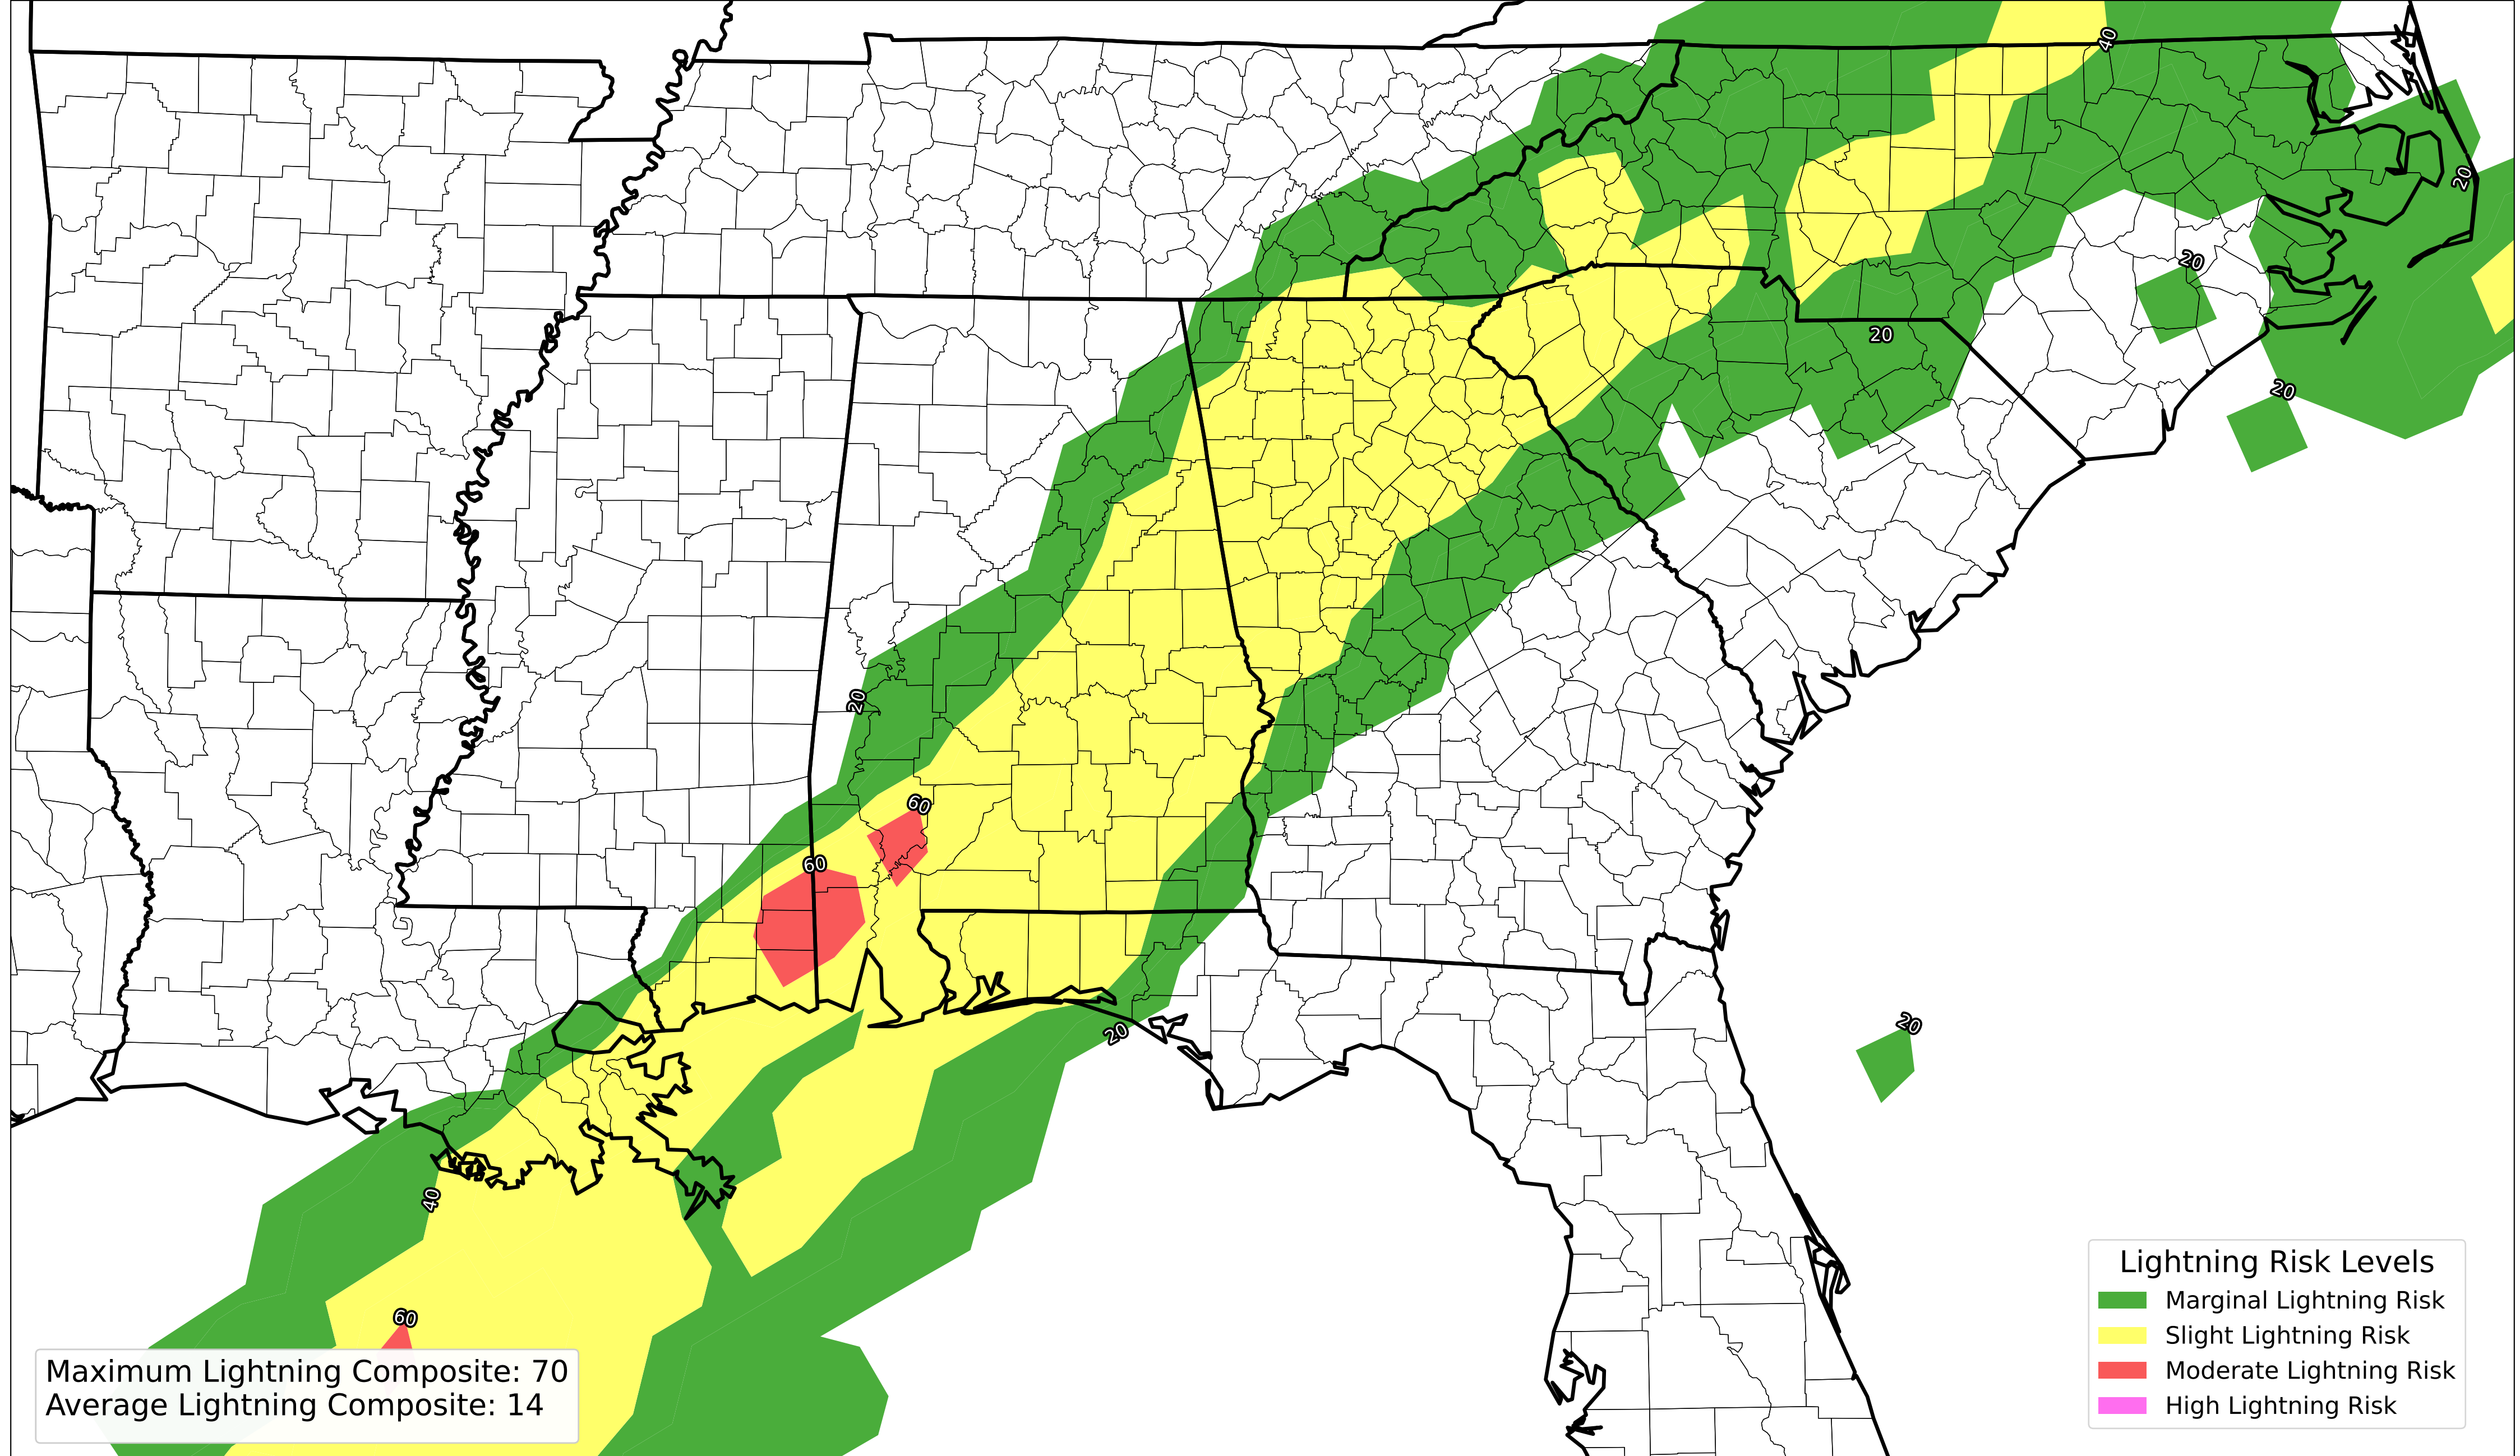 40
20
20
20
20
20
60
60
20
20
40
60
Maximum Lightning Composite: 70
Average Lightning Composite: 14
Lightning Risk Levels
Marginal Lightning Risk
Slight Lightning Risk
Moderate Lightning Risk
High Lightning Risk